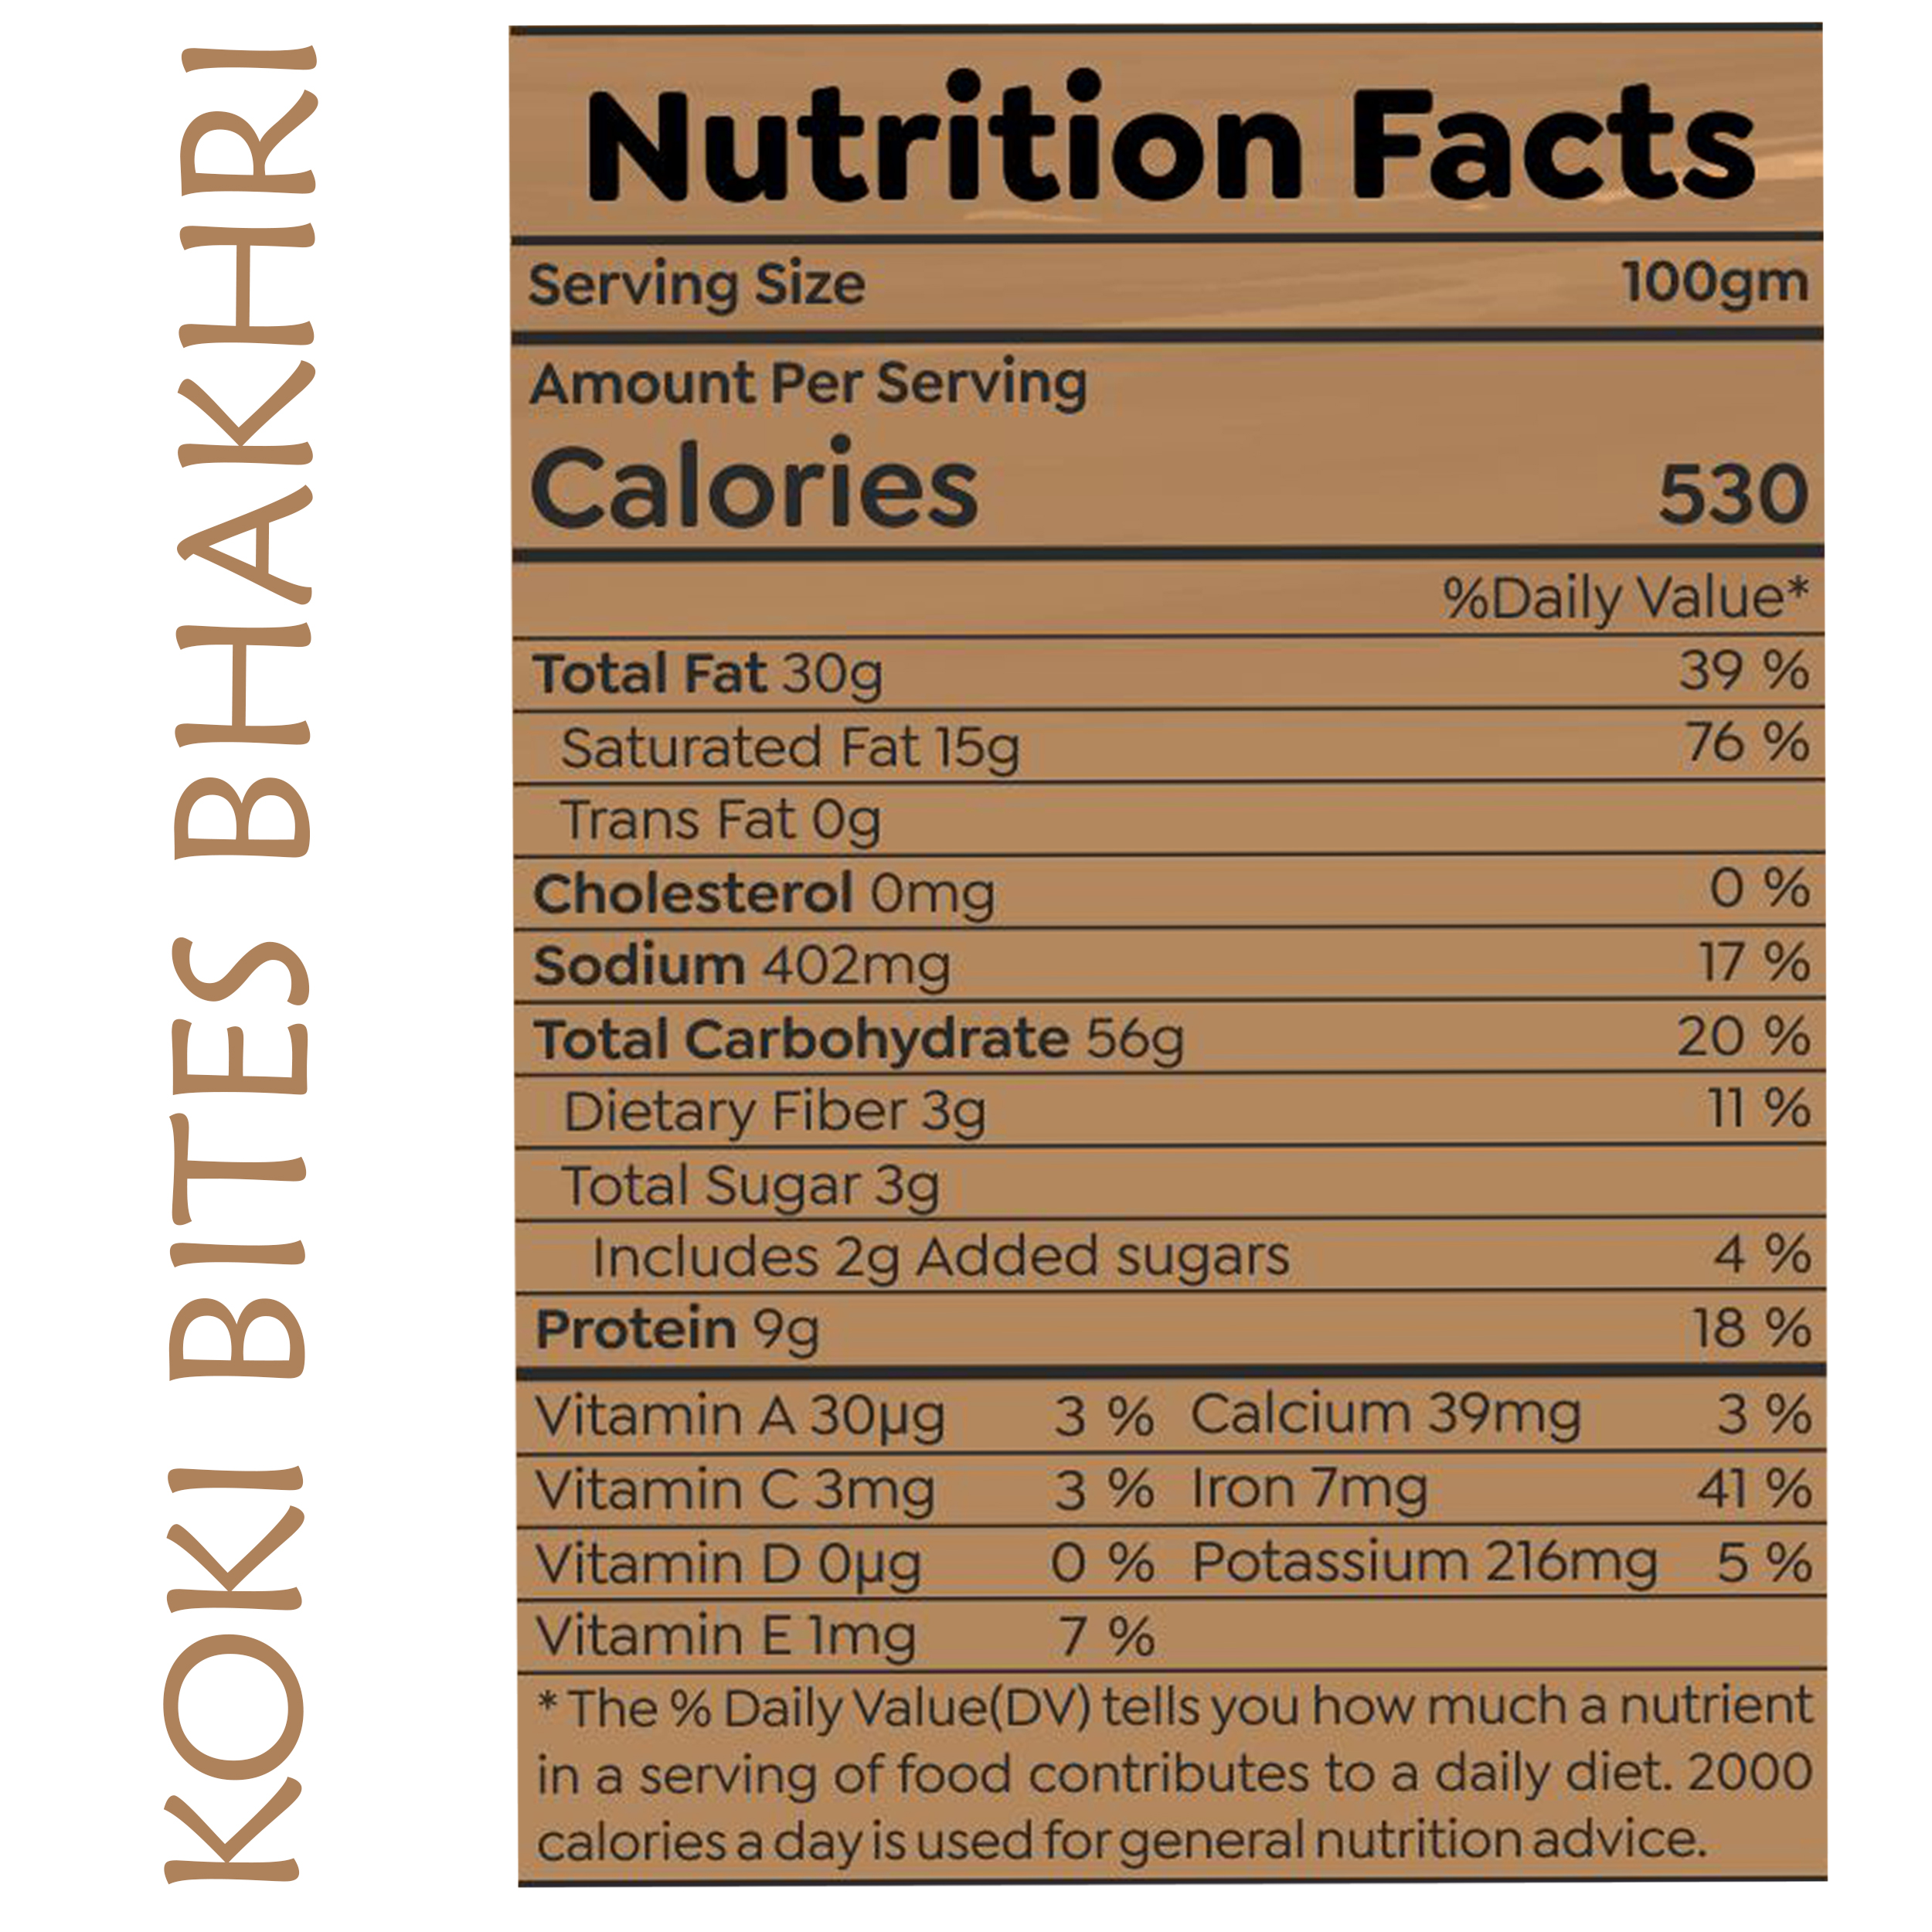 KOKI BITES BHAKHRI
Nutrition Facts
Serving Size 100gm
Amount Per Serving
Calories 530
%Daily Value*
Total Fat 30g 39 %
Saturated Fat 15g 76 %
Trans Fat 0g
Cholesterol 0mg 0 %
Sodium 402mg 17 %
Total Carbohydrate 56g 20 %
Dietary Fiber 3g 11 %
Total Sugar 3g
Includes 2g Added sugars 4 %
Protein 9g 18 %
Vitamin A 30µg 3 % Calcium 39mg 3 %
Vitamin C 3mg 3 % Iron 7mg 41 %
Vitamin D 0µg 0 % Potassium 216mg 5 %
Vitamin E 1mg 7 %
* The % Daily Value(DV) tells you how much a nutrient
in a serving of food contributes to a daily diet. 2000
calories a day is used for general nutrition advice.